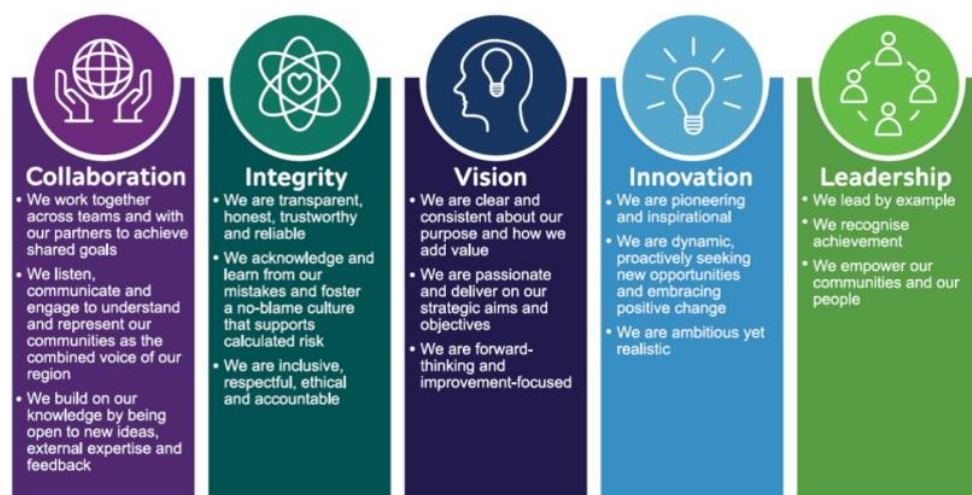 Collaboration
• We work together
across teams and with
our partners to achieve
shared goals
• We listen,
communicate and
engage to understand
and represent our
communities as the
combined voice of our
region
• We build on our
knowledge by being
open to new ideas,
external expertise and
feedback
Integrity
• We are transparent,
honest, trustworthy
and reliable
• We acknowledge and
learn from our
mistakes and foster
a no-blame culture
that supports
calculated risk
• We are inclusive,
respectful, ethical
and accountable
Vision
• We are clear and
consistent about our
purpose and how we
add value
• We are passionate
and deliver on our
strategic aims and
objectives
• We are forward-
thinking and
improvement-focused
Innovation
• We are pioneering
and inspirational
• We are dynamic,
proactively seeking
new opportunities
and embracing
positive change
• We are ambitious yet
realistic
Leadership
• We lead by example
• We recognise
achievement
• We empower our
communities and our
people